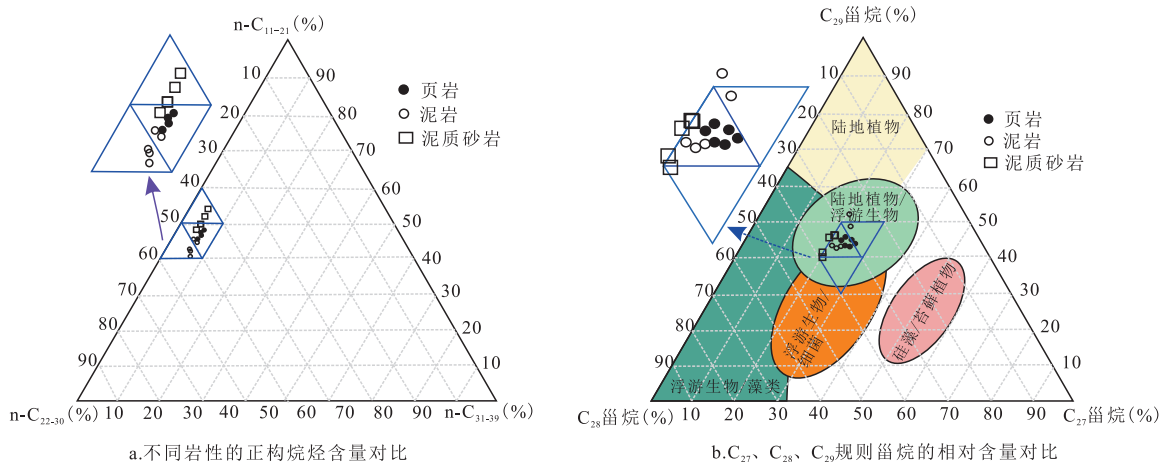 n-C₁₁₋₂₁(%)
10
20
30
40
50
60
70
80
90
90
80
70
60
50
40
30
20
10
n-C₂₂₋₃₀(%)
10
20
30
40
50
60
70
80
90
n-C₃₁₋₃₉(%)
页岩
泥岩
泥质砂岩
a.不同岩性的正构烷烃含量对比
C₂₉甾烷(%)
10
20
30
40
50
60
70
80
90
90
80
70
60
50
40
30
20
10
C₂₈甾烷(%)
10
20
30
40
50
60
70
80
90
C₂₇甾烷(%)
页岩
泥岩
泥质砂岩
陆地植物
陆地植物/
浮游生物
浮游生物/
细菌
硅藻/苔藓植物
浮游生物/藻类
b.C₂₇、C₂₈、C₂₉规则甾烷的相对含量对比